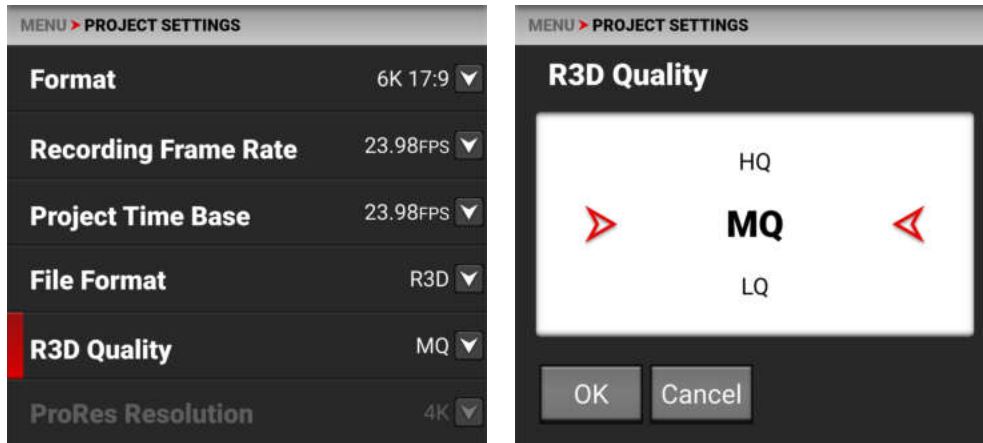 MENU > PROJECT SETTINGS
Format 6K 17:9
Recording Frame Rate 23.98FPS
Project Time Base 23.98FPS
File Format R3D
R3D Quality MQ
ProRes Resolution 4K
MENU > PROJECT SETTINGS
R3D Quality
HQ
MQ
LQ
OK Cancel